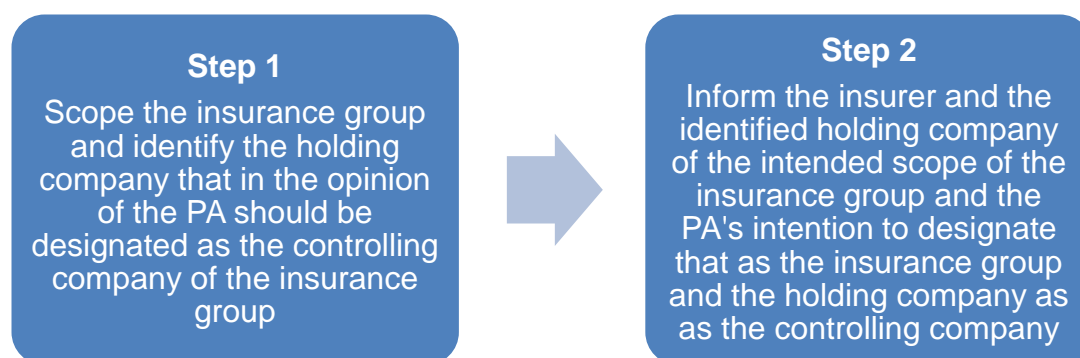 Step 1
Scope the insurance group
and identify the holding
company that in the opinion
of the PA should be
designated as the controlling
company of the insurance
group
Step 2
Inform the insurer and the
identified holding company
of the intended scope of the
insurance group and the
PA's intention to designate
that as the insurance group
and the holding company as
as the controlling company